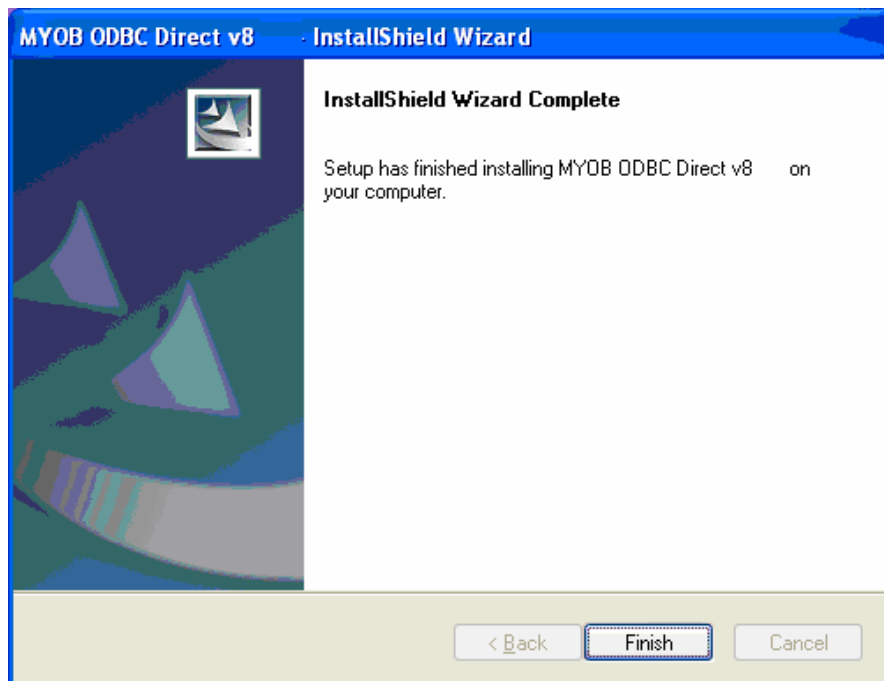 MYOB ODBC Direct v8 - InstallShield Wizard
InstallShield Wizard Complete
Setup has finished installing MYOB ODBC Direct v8 on
your computer.
< Back Finish Cancel